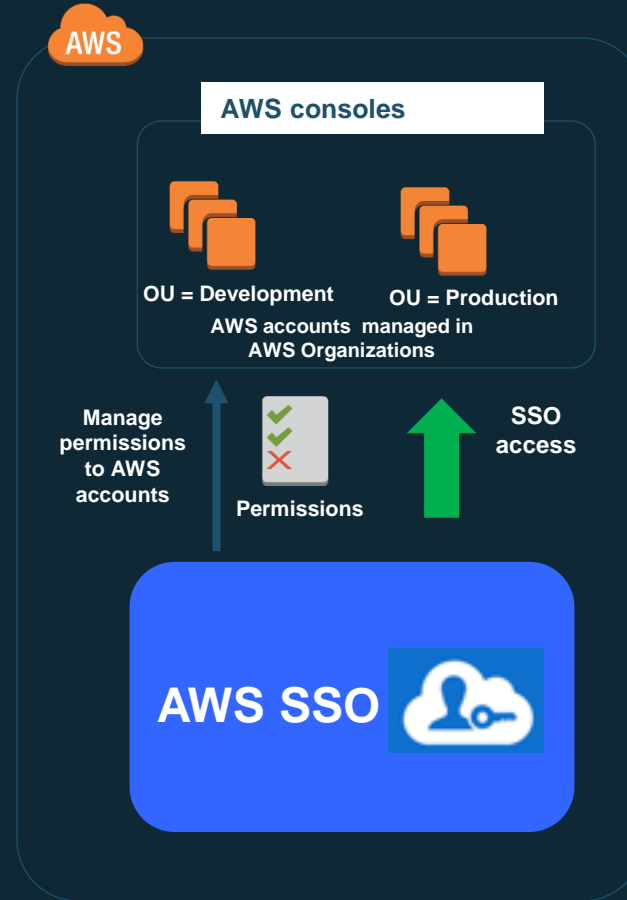 AWS
AWS consoles
OU = Development
OU = Production
AWS accounts managed in
AWS Organizations
Manage
permissions
to AWS
accounts
Permissions
SSO
access
AWS SSO